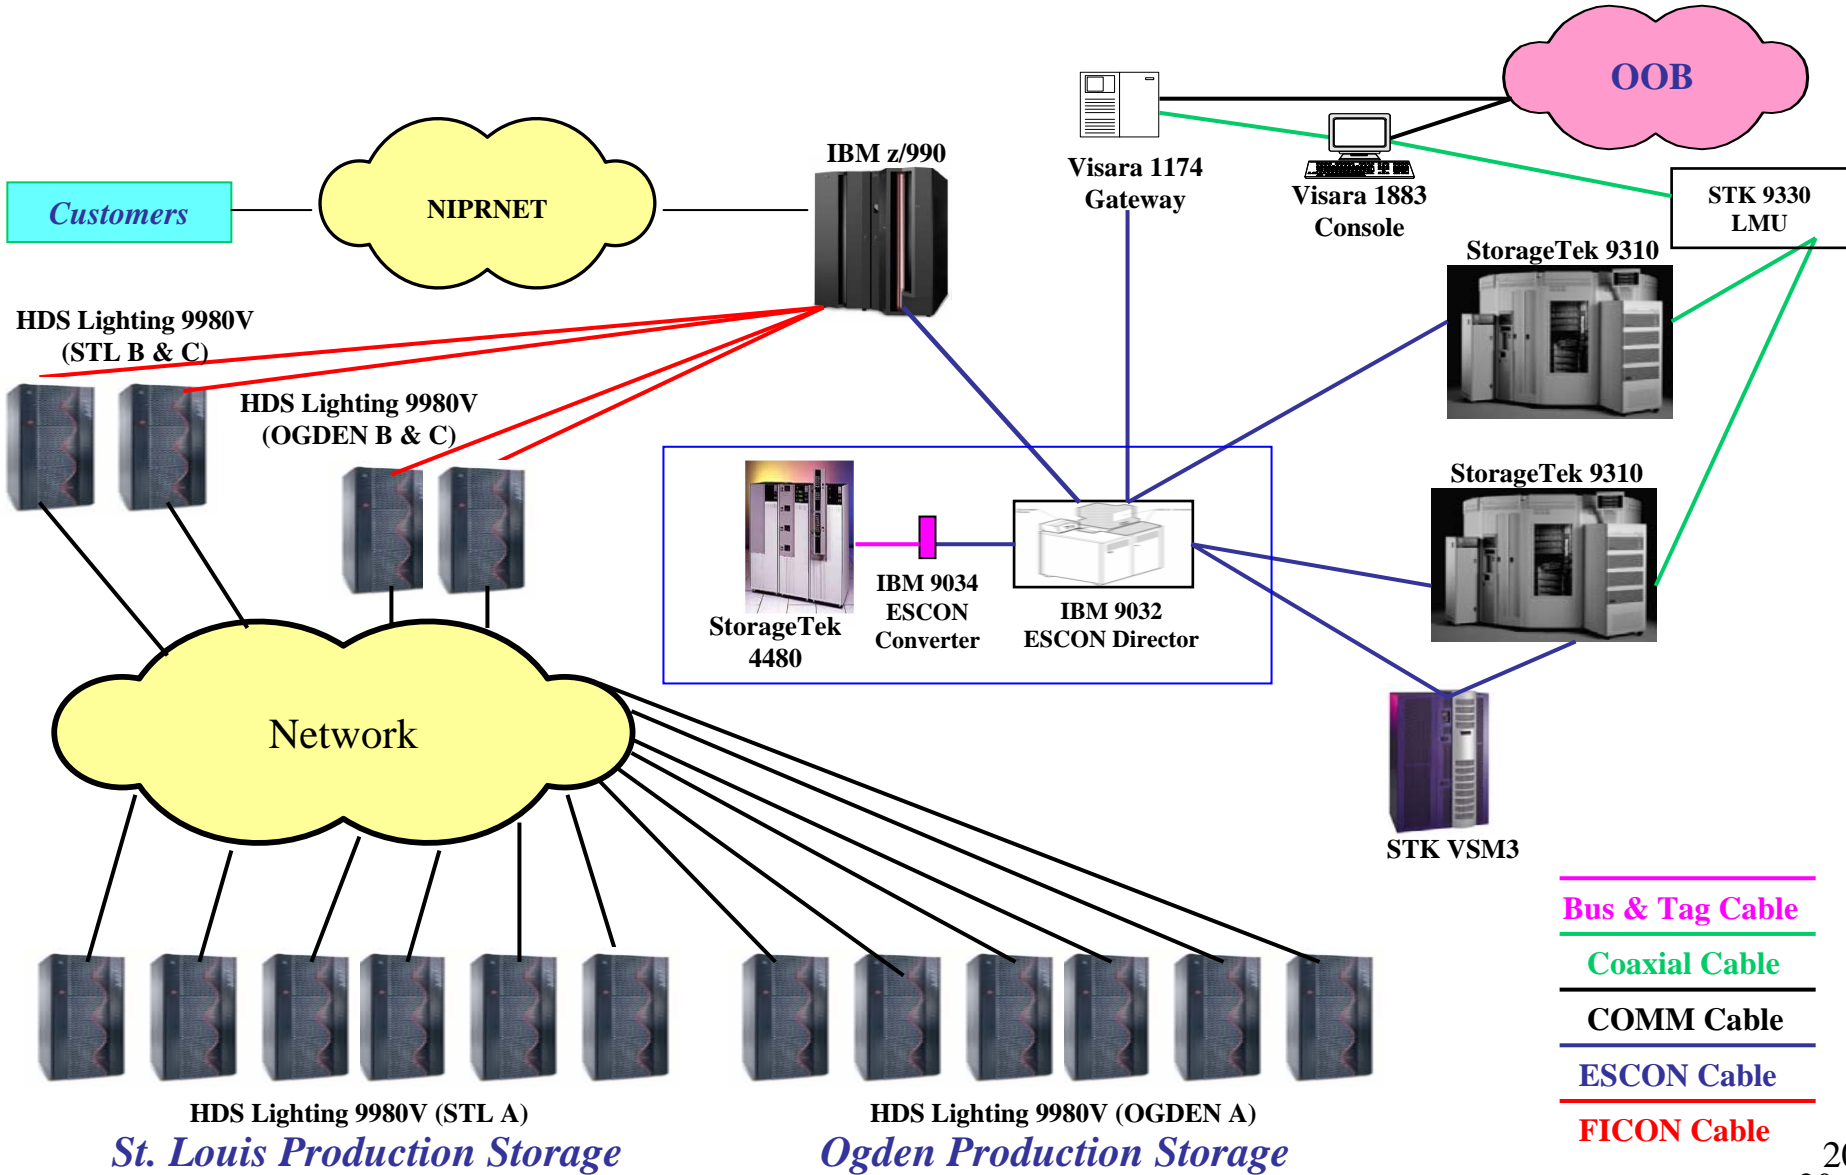 OOB
IBM z/990
Visara 1174
Gateway
Visara 1883
Console
STK 9330
LMU
Customers
NIPRNET
StorageTek 9310
HDS Lighting 9980V
(STL B & C)
HDS Lighting 9980V
(OGDEN B & C)
StorageTek 9310
StorageTek
4480
IBM 9034
ESCON
Converter
IBM 9032
ESCON Director
Network
STK VSM3
Bus & Tag Cable
Coaxial Cable
COMM Cable
ESCON Cable
FICON Cable
HDS Lighting 9980V (STL A)
St. Louis Production Storage
HDS Lighting 9980V (OGDEN A)
Ogden Production Storage